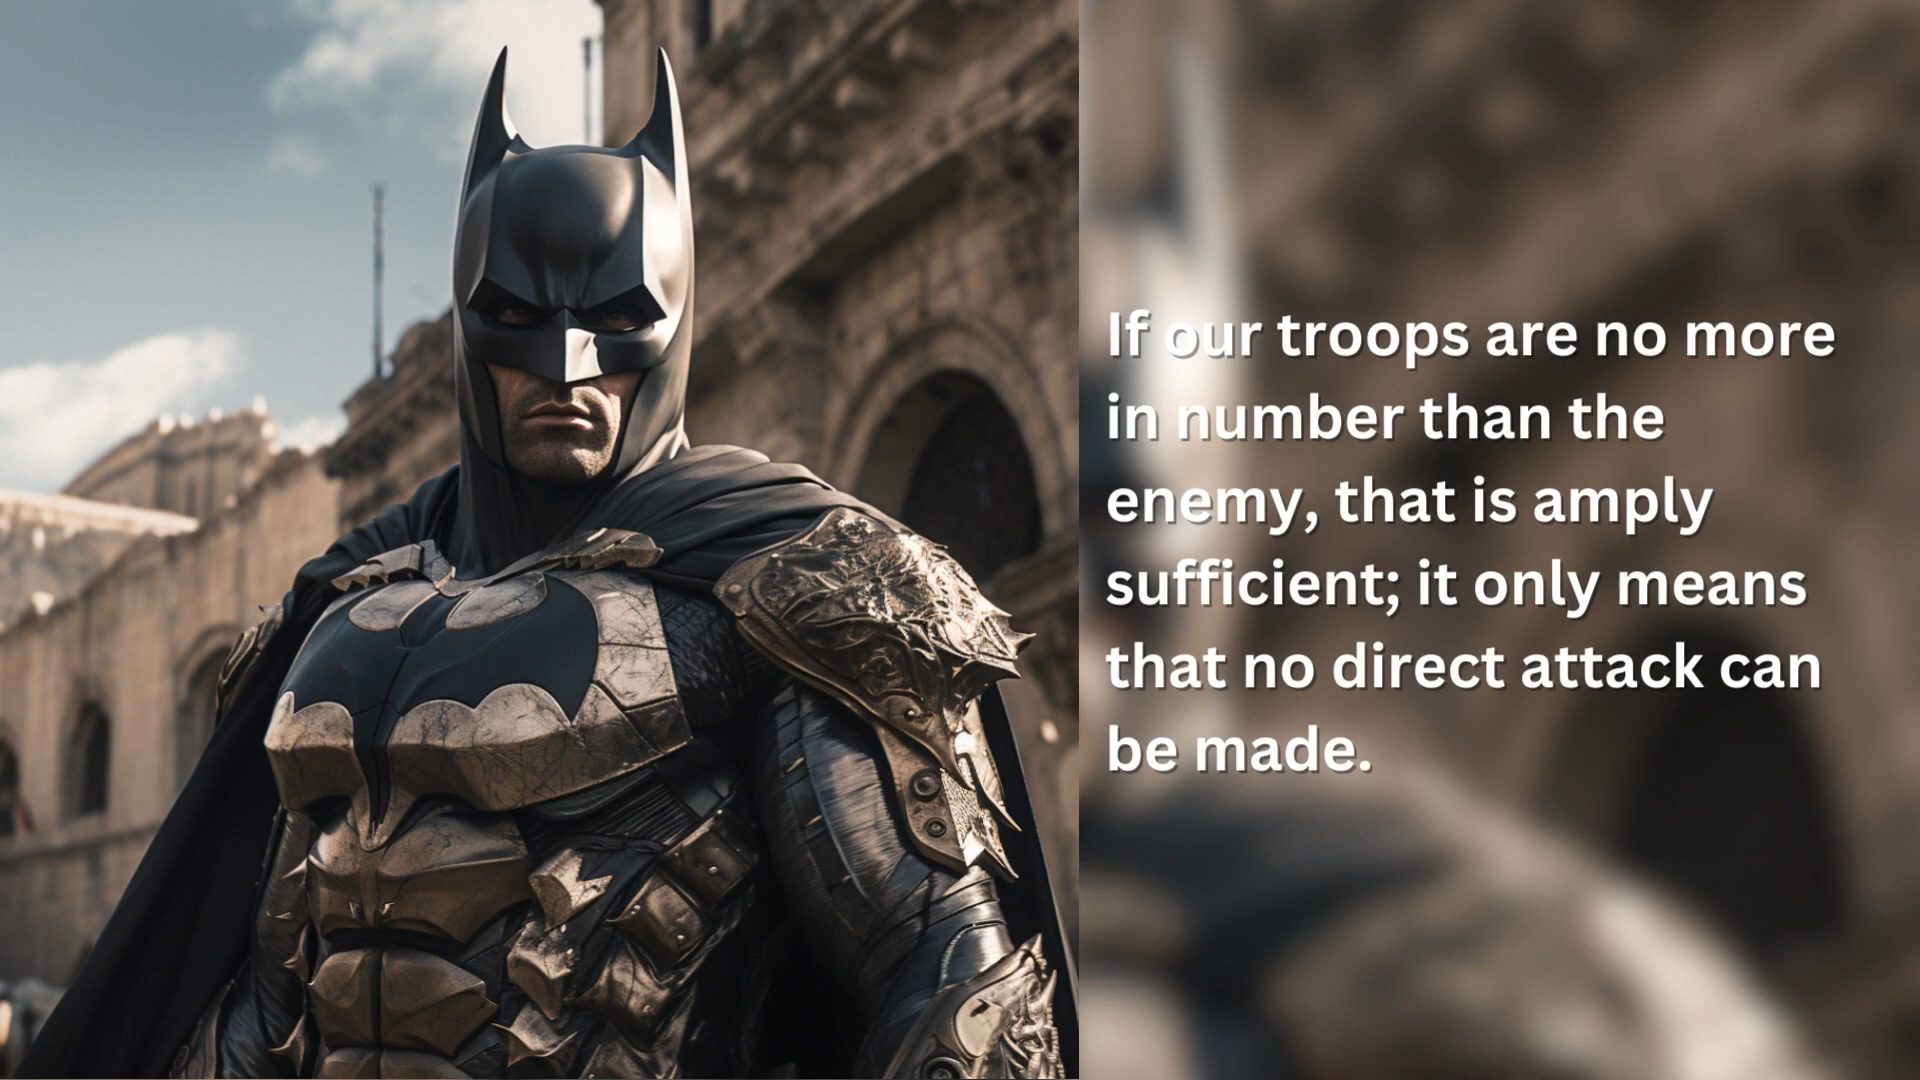 If our troops are no more
in number than the
enemy, that is amply
sufficient; it only means
that no direct attack can
be made.